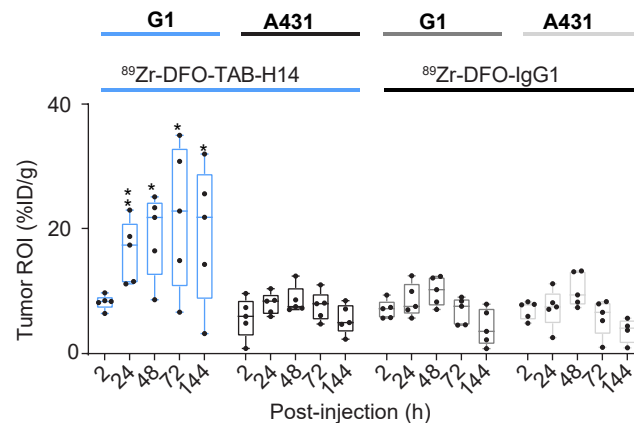 G1 A431 G1 A431
⁸⁹Zr-DFO-TAB-H14 ⁸⁹Zr-DFO-IgG1
40
* *
* * *
20
0
Tumor ROI (%ID/g)
2 24 48 72 144 2 24 48 72 144 2 24 48 72 144 2 24 48 72 144
Post-injection (h)